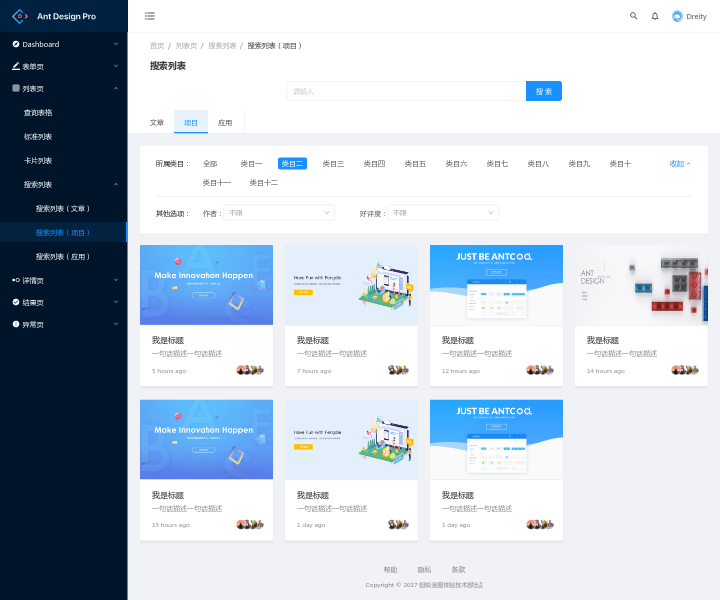 Ant Design Pro
Dreity
Dashboard
表单页
列表页
查询表格
标准列表
卡片列表
搜索列表
搜索列表（文章）
搜索列表（项目）
搜索列表（应用）
详情页
结果页
异常页
首页 / 列表页 / 搜索列表 / 搜索列表（项目）
搜索列表
请输入
搜 索
文章 项目 应用
所属类目： 全部 类目一 类目二 类目三 类目四 类目五 类目六 类目七 类目八 类目九 类目十 收起
类目十一 类目十二
其他选项： 作者： 不限 好评度： 不限
Make Innovation Happen
我是标题
一句话描述一句话描述
5 hours ago
Have Fun with Fengdie
我是标题
一句话描述一句话描述
7 hours ago
JUST BE ANTCOO,
我是标题
一句话描述一句话描述
12 hours ago
ANT
DESIGN
我是标题
一句话描述一句话描述
14 hours ago
Make Innovation Happen
我是标题
一句话描述一句话描述
15 hours ago
Have Fun with Fengdie
我是标题
一句话描述一句话描述
1 day ago
JUST BE ANTCOO,
我是标题
一句话描述一句话描述
1 day ago
帮助 隐私 条款
Copyright © 2017 蚂蚁金服体验技术部出品